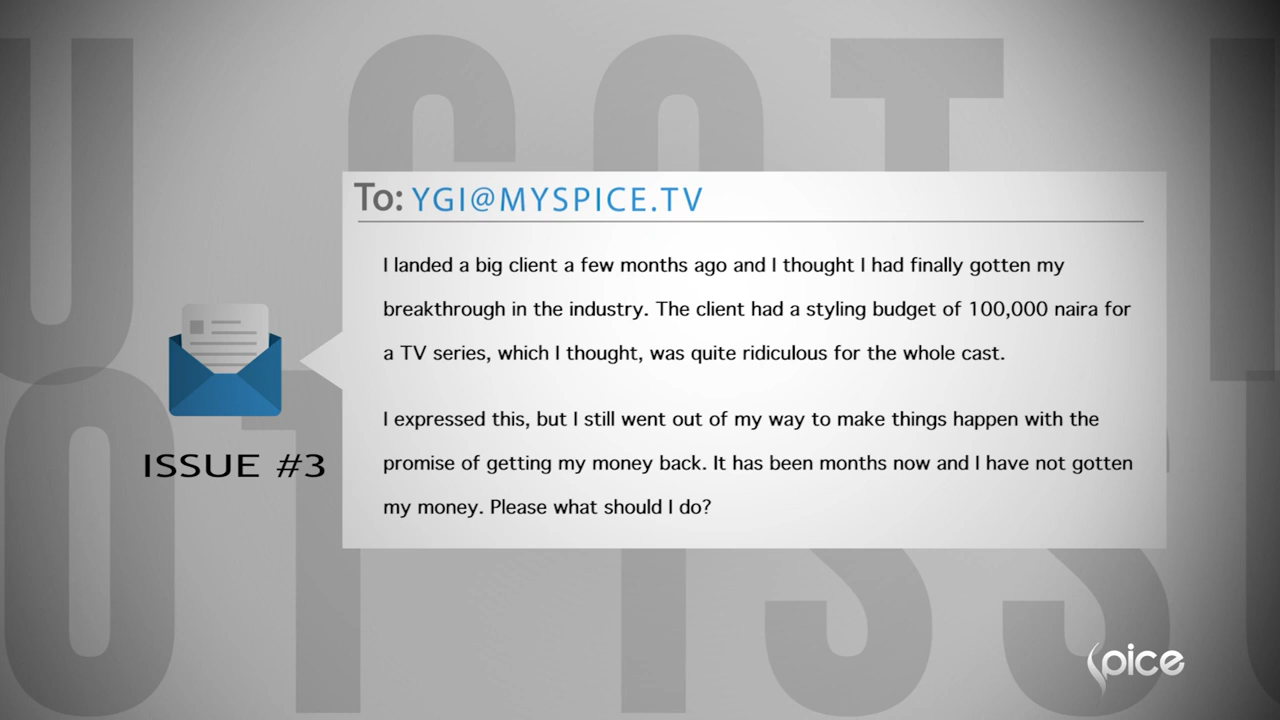 To: YGI@MYSPICE.TV
I landed a big client a few months ago and I thought I had finally gotten my
breakthrough in the industry. The client had a styling budget of 100,000 naira for
a TV series, which I thought, was quite ridiculous for the whole cast.
I expressed this, but I still went out of my way to make things happen with the
promise of getting my money back. It has been months now and I have not gotten
my money. Please what should I do?
ISSUE #3
Spice